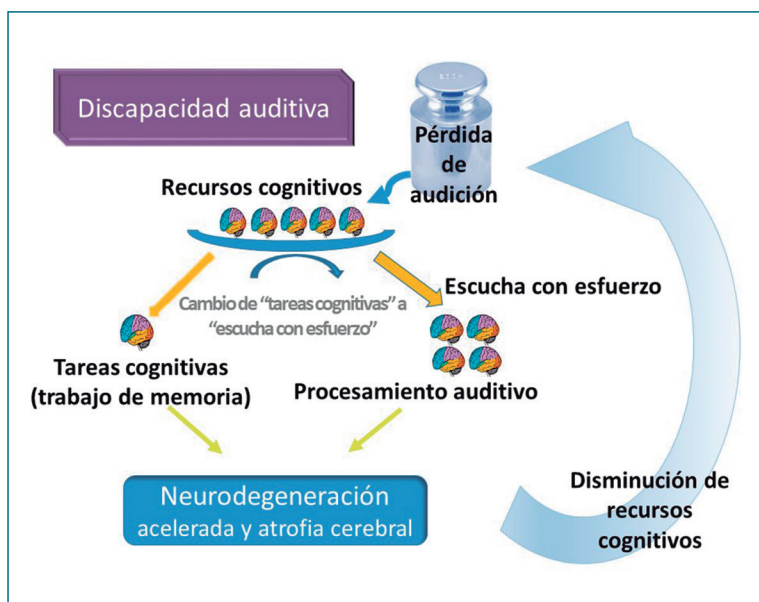 Discapacidad auditiva
Pérdida
de
audición
Recursos cognitivos
Cambio de “tareas cognitivas” a
“escucha con esfuerzo”
Escucha con esfuerzo
Tareas cognitivas
(trabajo de memoria)
Procesamiento auditivo
Neurodegeneración
acelerada y atrofia cerebral
Disminución de
recursos
cognitivos